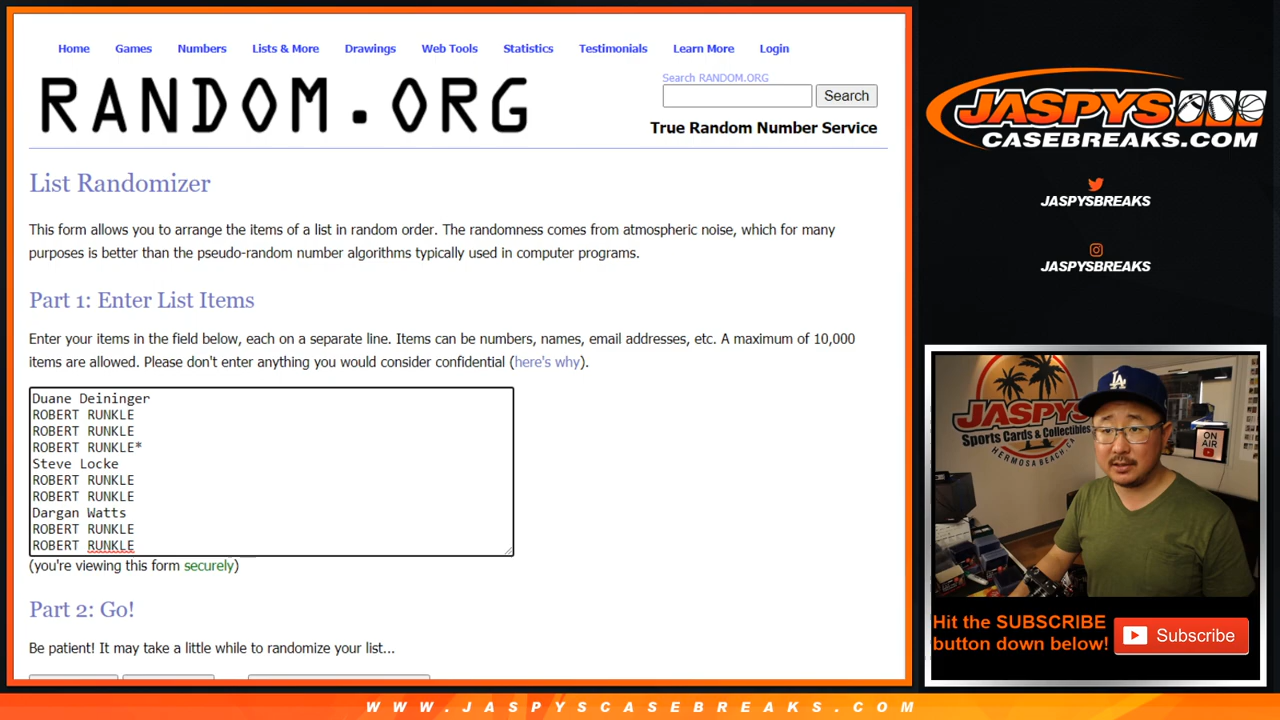 Home Games Numbers Lists & More Drawings Web Tools Statistics Testimonials Learn More Login
RANDOM.ORG
Search RANDOM.ORG
Search
True Random Number Service
List Randomizer
This form allows you to arrange the items of a list in random order. The randomness comes from atmospheric noise, which for many
purposes is better than the pseudo-random number algorithms typically used in computer programs.
Part 1: Enter List Items
Enter your items in the field below, each on a separate line. Items can be numbers, names, email addresses, etc. A maximum of 10,000
items are allowed. Please don't enter anything you would consider confidential (here's why).
Duane Deininger
ROBERT RUNKLE
ROBERT RUNKLE
ROBERT RUNKLE*
Steve Locke
ROBERT RUNKLE
ROBERT RUNKLE
Dargan Watts
ROBERT RUNKLE
ROBERT RUNKLE
(you're viewing this form securely)
Part 2: Go!
Be patient! It may take a little while to randomize your list...
JASPYS
CASEBREAKS.COM
JASPYSBREAKS
JASPYSBREAKS
JASPYS
Sports Cards & Collectibles
HERMOSA BEACH, CA
LA
ON
AIR
Hit the SUBSCRIBE
button down below!
Subscribe
WWW.JASPYSCASEBREAKS.COM